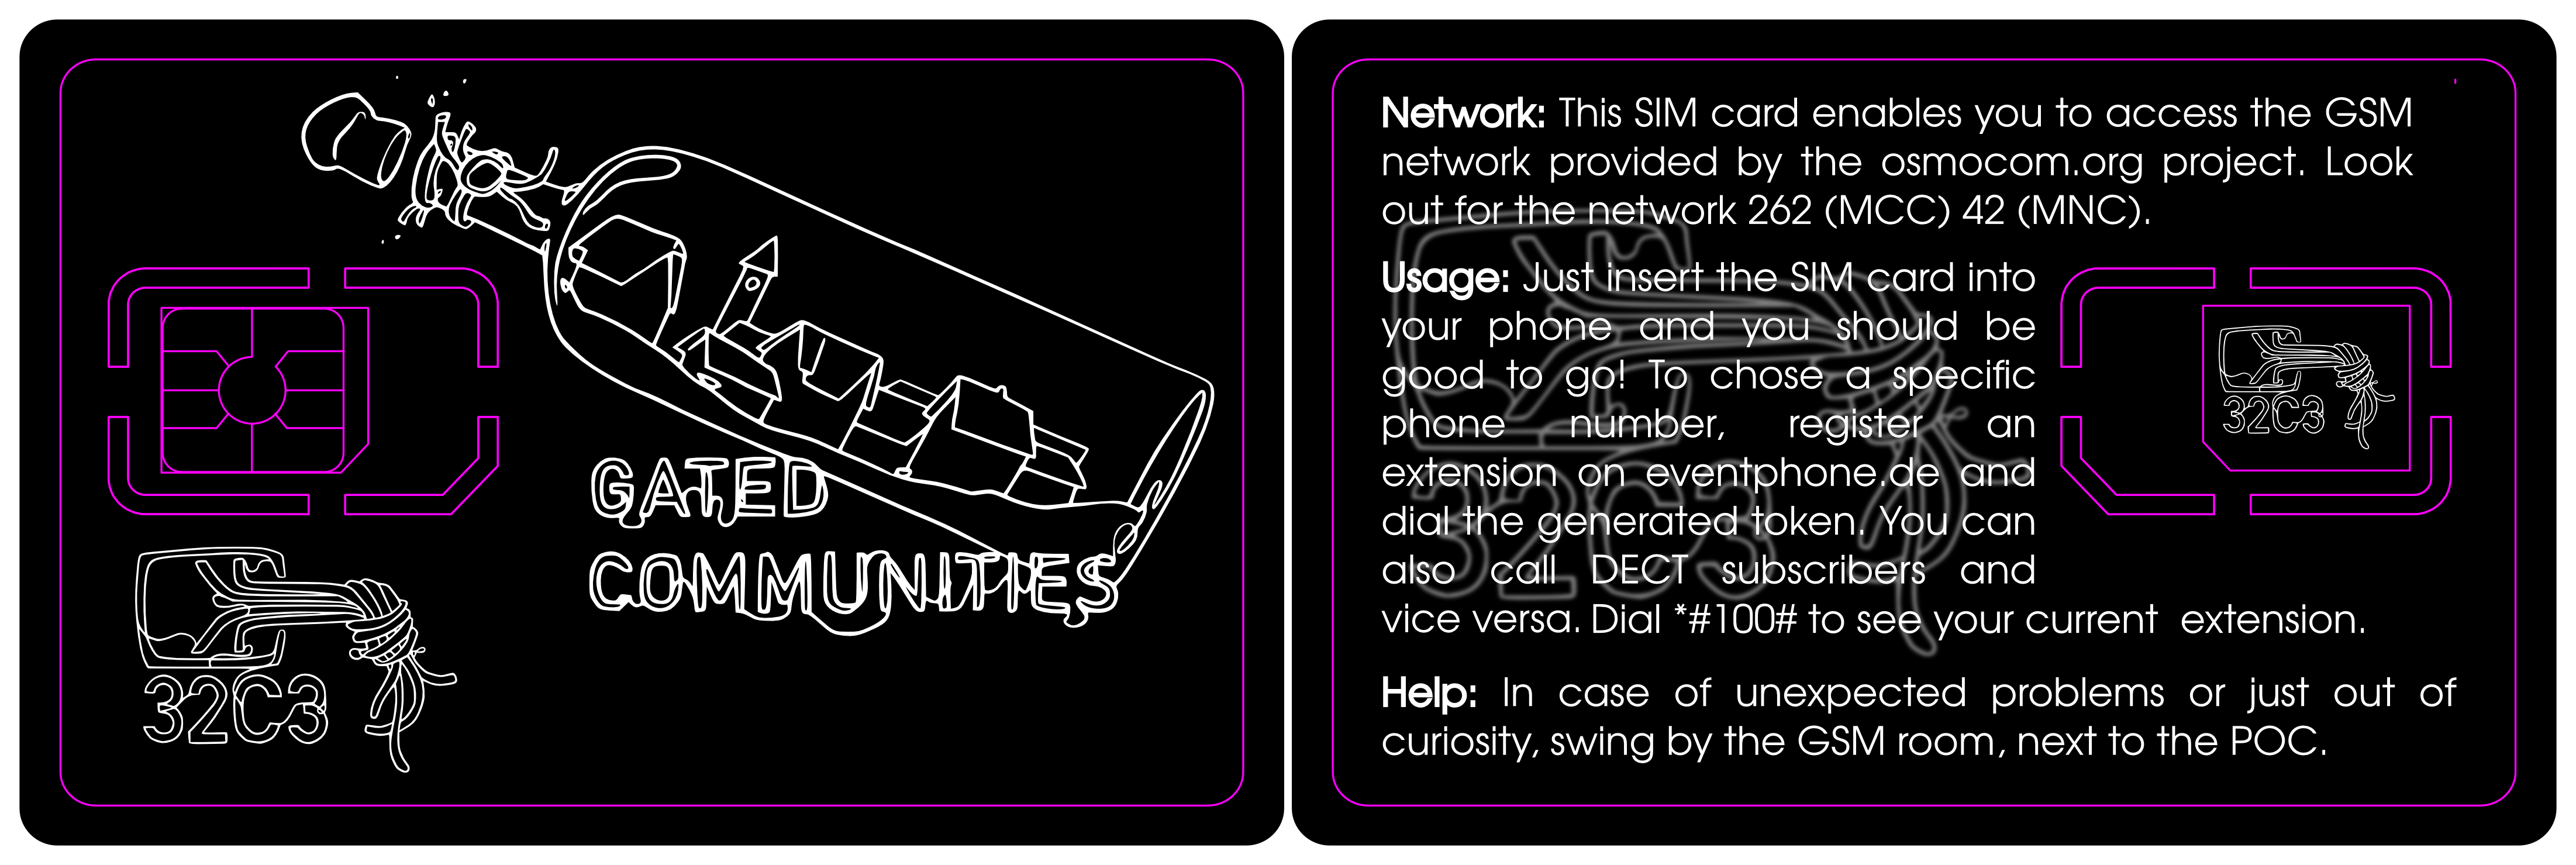 GATED
COMMUNITIES
32C3
Network: This SIM card enables you to access the GSM
network provided by the osmocom.org project. Look
out for the network 262 (MCC) 42 (MNC).
Usage: Just insert the SIM card into
your phone and you should be
good to go! To chose a specific
phone number, register an
extension on eventphone.de and
dial the generated token. You can
also call DECT subscribers and
vice versa. Dial *#100# to see your current extension.
Help: In case of unexpected problems or just out of
curiosity, swing by the GSM room, next to the POC.
32C3
32C3